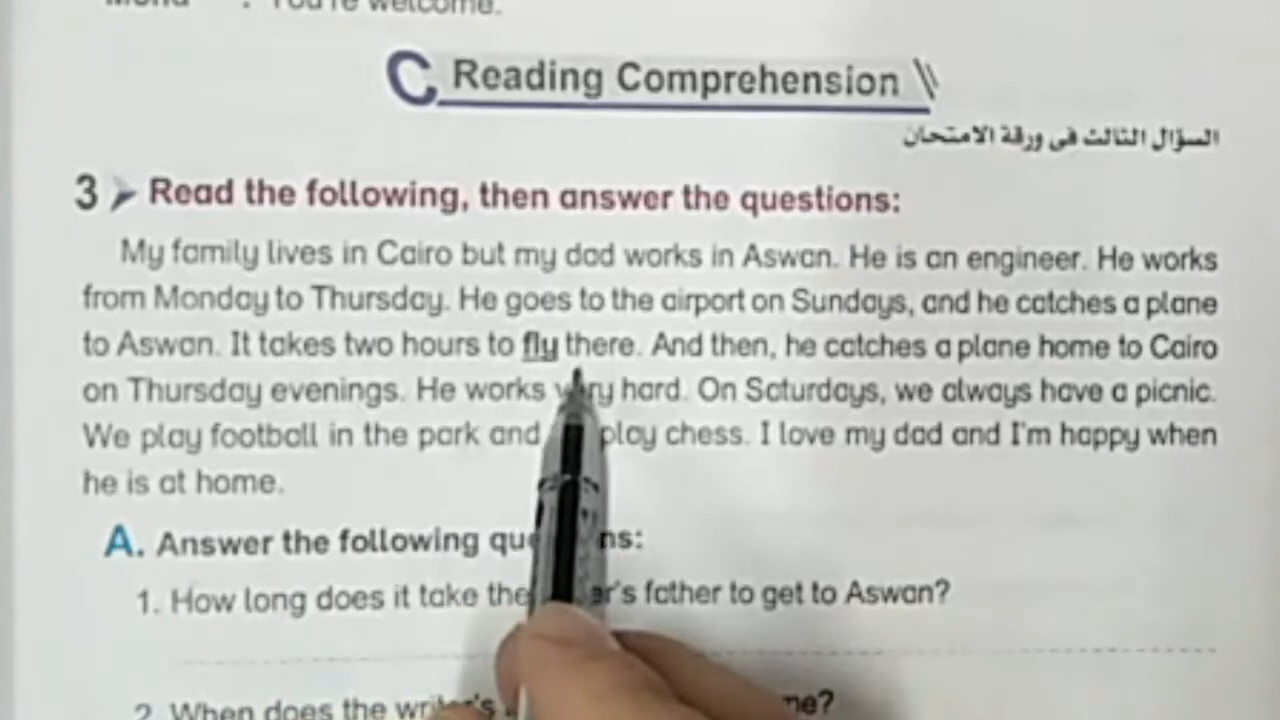 : You're welcome.
C Reading Comprehension
السؤال الثالث فى ورقة الامتحان
3 Read the following, then answer the questions:
My family lives in Cairo but my dad works in Aswan. He is an engineer. He works
from Monday to Thursday. He goes to the airport on Sundays, and he catches a plane
to Aswan. It takes two hours to fly there. And then, he catches a plane home to Cairo
on Thursday evenings. He works very hard. On Saturdays, we always have a picnic.
We play football in the park and play chess. I love my dad and I'm happy when
he is at home.
A. Answer the following
1. How long does it take the father to get to Aswan?
2. When does the writer's